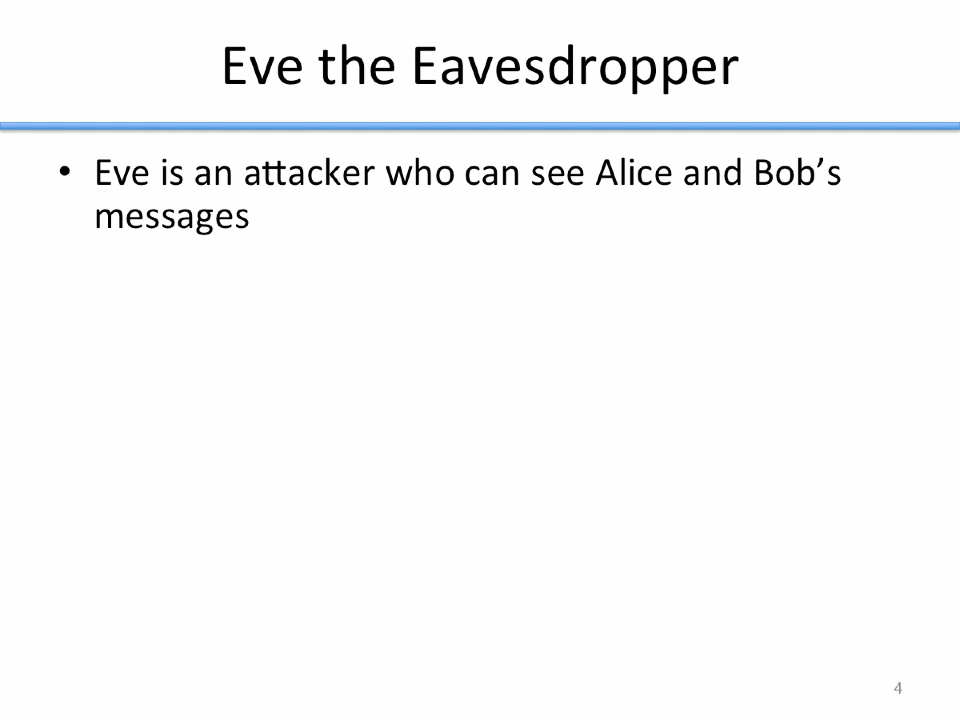 Eve the Eavesdropper
• Eve is an attacker who can see Alice and Bob’s
messages
4